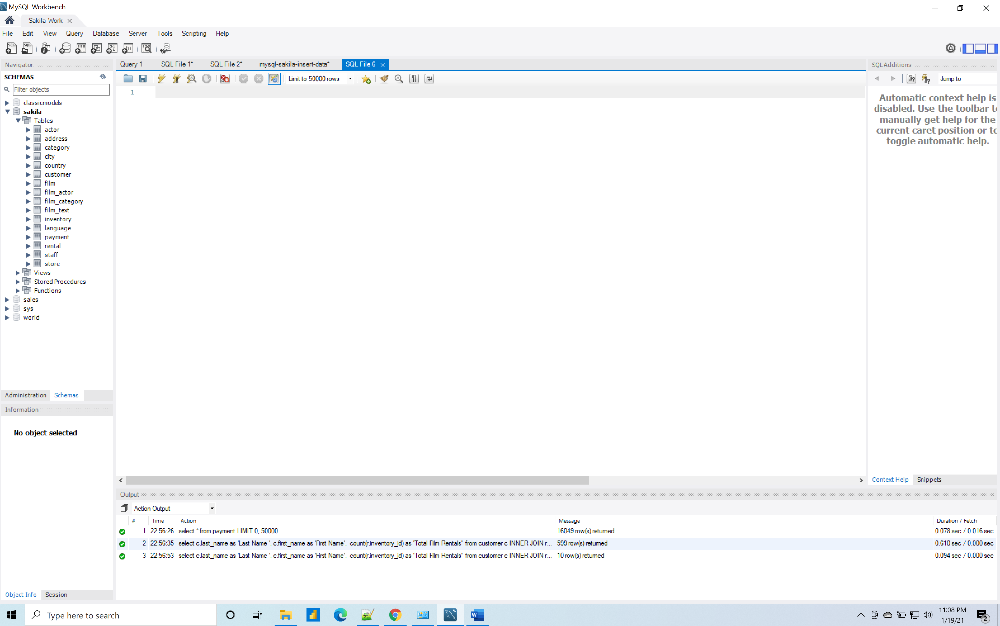 MySQL Workbench
Sakila-Work
File Edit View Query Database Server Tools Scripting Help
Navigator
SCHEMAS
Filter objects
classicmodels
sakila
Tables
actor
address
category
city
country
customer
film
film_actor
film_category
film_text
inventory
language
payment
rental
staff
store
Views
Stored Procedures
Functions
sales
sys
world
Administration Schemas
Information
No object selected
Object Info Session
Query 1 SQL File 1* SQL File 2* mysql-sakila-insert-data* SQL File 6
Limit to 50000 rows
1
SQLAdditions
Jump to
Automatic context help is
disabled. Use the toolbar t
manually get help for the
current caret position or to
toggle automatic help.
Context Help Snippets
Output
Action Output
# Time Action Message Duration / Fetch
1 22:56:26 select * from payment LIMIT 0, 50000 16049 row(s) returned 0.078 sec / 0.016 sec
2 22:56:35 select c.last_name as 'Last Name ', c.first_name as 'First Name', count(r.inventory_id) as 'Total Film Rentals' from customer c INNER JOIN r... 599 row(s) returned 0.610 sec / 0.000 sec
3 22:56:53 select c.last_name as 'Last Name ', c.first_name as 'First Name', count(r.inventory_id) as 'Total Film Rentals' from customer c INNER JOIN r... 10 row(s) returned 0.094 sec / 0.000 sec
Type here to search
11:08 PM
1/19/21
2